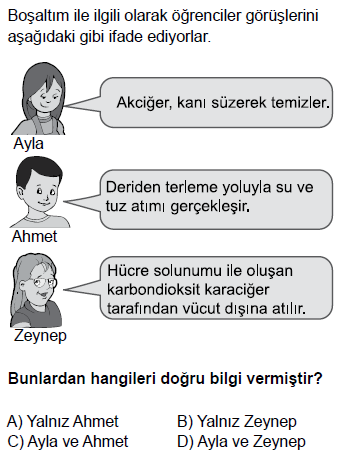 Boşaltım ile ilgili olarak öğrenciler görüşlerini
aşağıdaki gibi ifade ediyorlar.
Akciğer, kanı süzerek temizler.
Ayla
Deriden terleme yoluyla su ve
tuz atımı gerçekleşir.
Ahmet
Hücre solunumu ile oluşan
karbondioksit karaciğer
tarafından vücut dışına atılır.
Zeynep
Bunlardan hangileri doğru bilgi vermiştir?
A) Yalnız Ahmet B) Yalnız Zeynep
C) Ayla ve Ahmet D) Ayla ve Zeynep